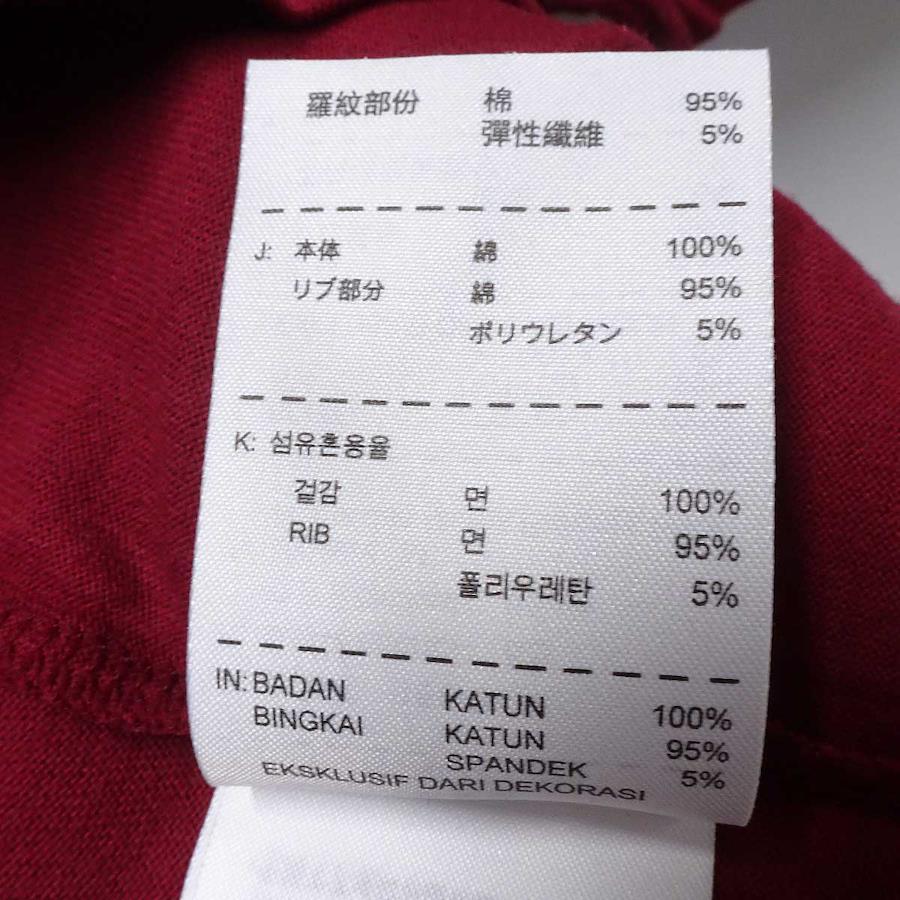 羅紋部份 棉 95%
彈性纖維 5%
J: 本体 綿 100%
リブ部分 綿 95%
ポリウレタン 5%
K: 섬유혼용율
겉감 면 100%
RIB 면 95%
폴리우레탄 5%
IN: BADAN KATUN 100%
BINGKAI KATUN 95%
SPANDEK 5%
EKSKLUSIF DARI DEKORASI